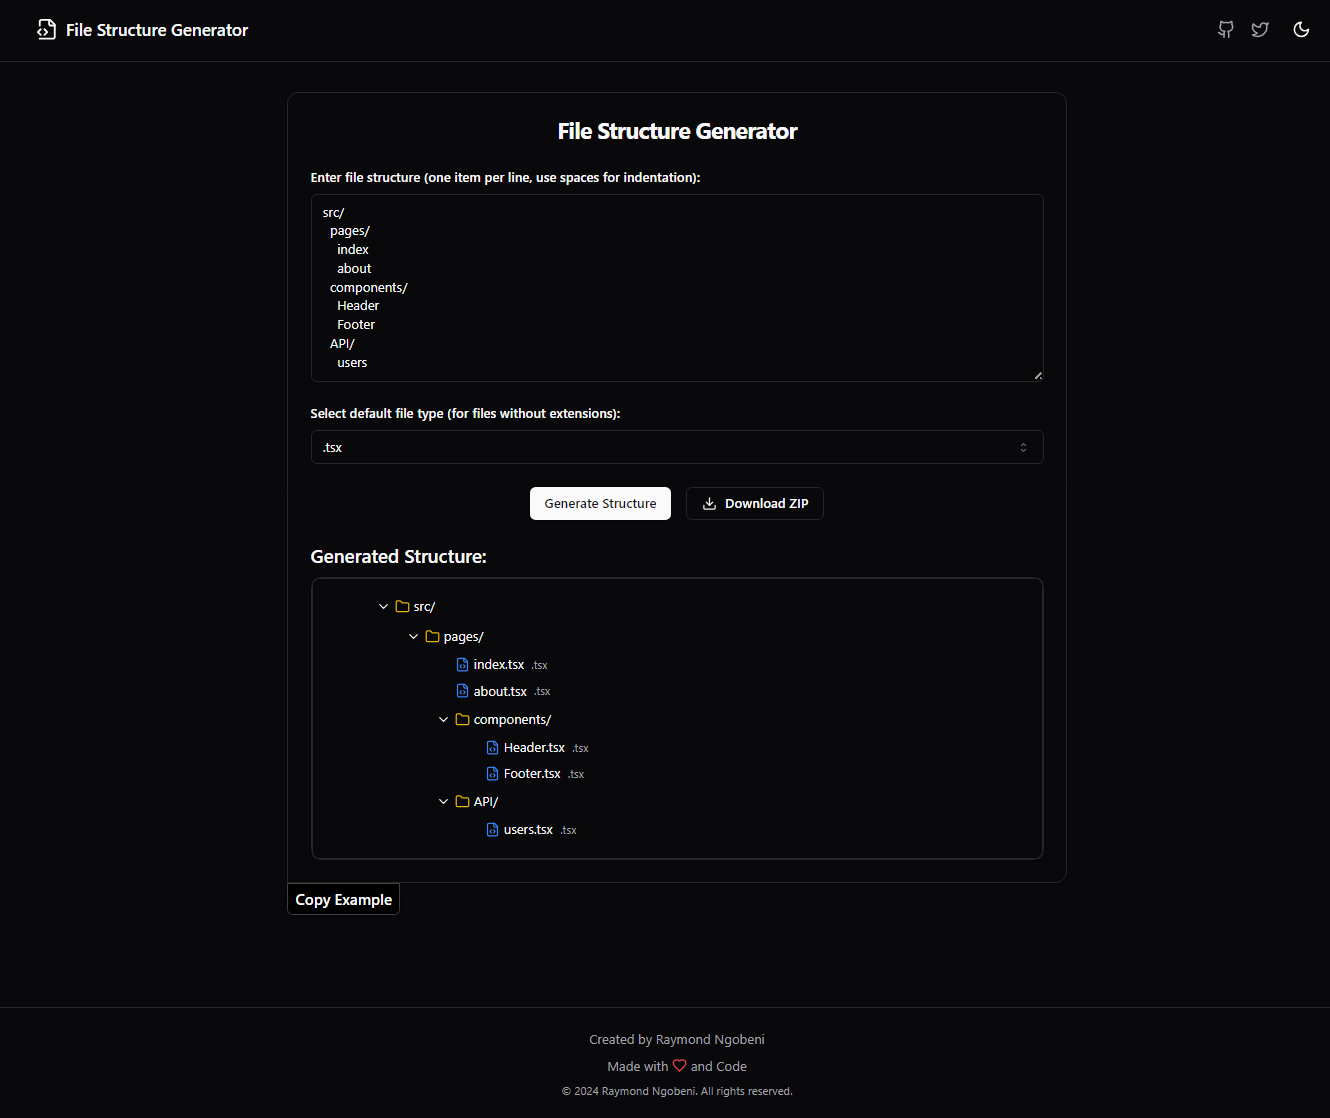 File Structure Generator
File Structure Generator
Enter file structure (one item per line, use spaces for indentation):
src/
pages/
index
about
components/
Header
Footer
API/
users
Select default file type (for files without extensions):
.tsx
Generate Structure
Download ZIP
Generated Structure:
src/
pages/
index.tsx .tsx
about.tsx .tsx
components/
Header.tsx .tsx
Footer.tsx .tsx
API/
users.tsx .tsx
Copy Example
Created by Raymond Ngobeni
Made with ♡ and Code
© 2024 Raymond Ngobeni. All rights reserved.